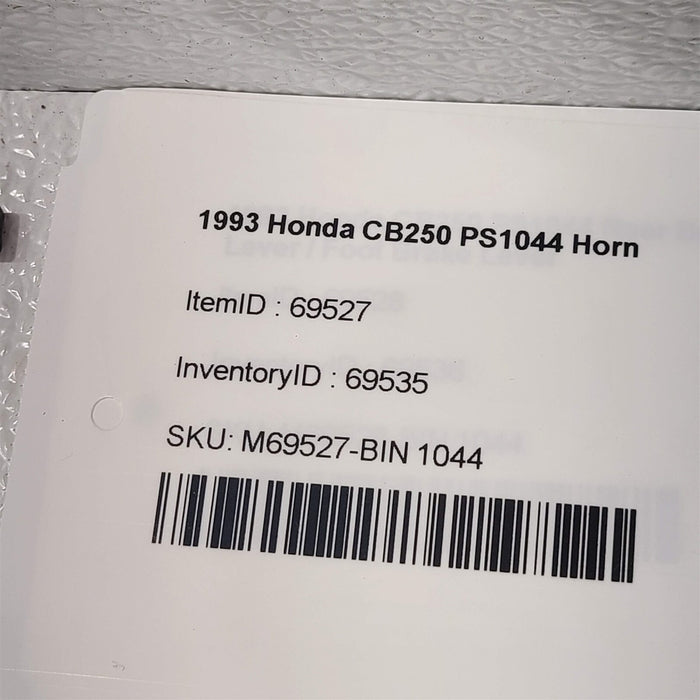 1993 Honda CB250 PS1044 Horn
ItemID : 69527
InventoryID : 69535
SKU: M69527-BIN 1044